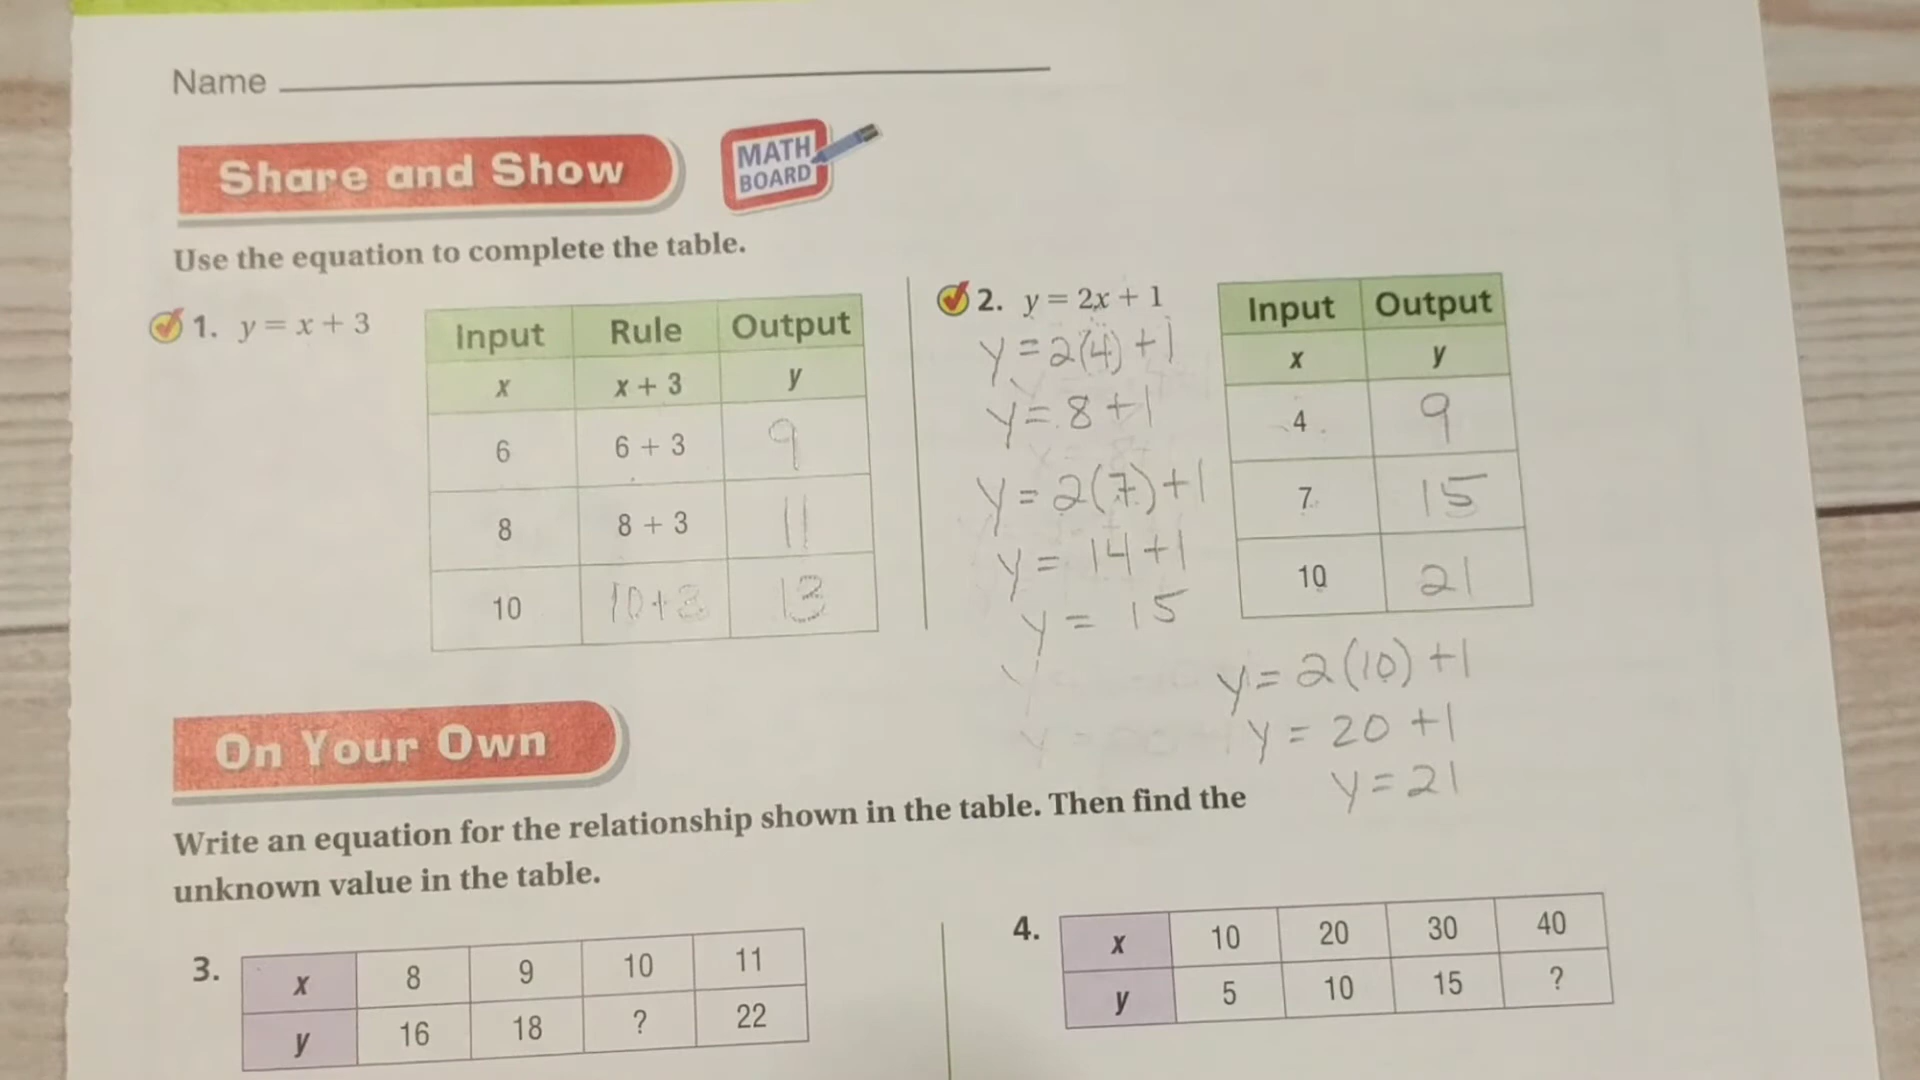 Name
Share and Show
MATH
BOARD
Use the equation to complete the table.
1. y = x + 3
Input Rule Output
x x + 3 y
6 6 + 3 9
8 8 + 3 11
10 10+3 13
2. y = 2x + 1
y = 2(4) + 1
y = 8 + 1
y = 2(7) + 1
y = 14 + 1
y = 15
Input Output
x y
4 9
7 15
10 21
y = 2(10) + 1
y = 20 + 1
y = 21
On Your Own
Write an equation for the relationship shown in the table. Then find the
unknown value in the table.
3.
x 8 9 10 11
y 16 18 ? 22
4.
x 10 20 30 40
y 5 10 15 ?